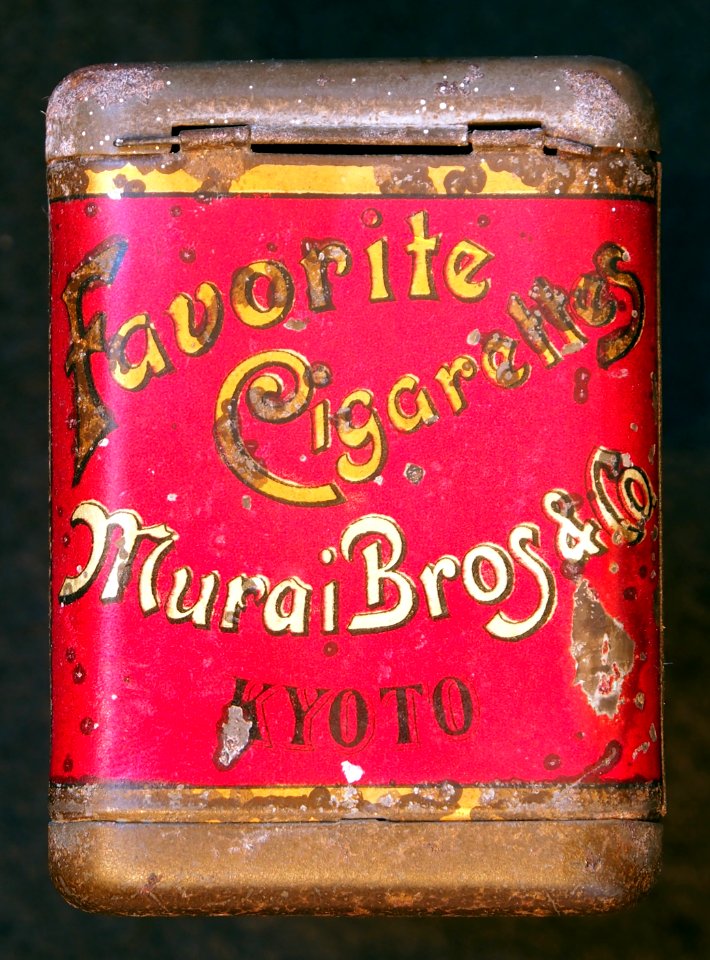 Favorite
Cigarettes
Murai Bros & Co.
KYOTO